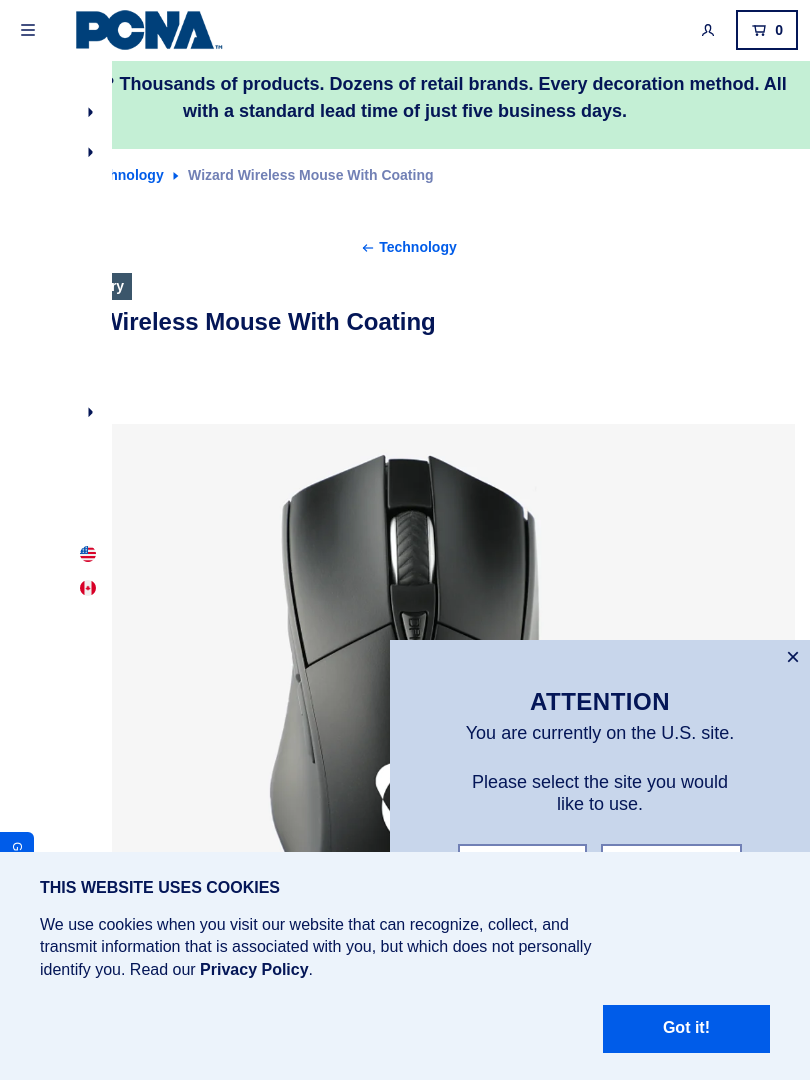 PCNA™
0
Thousands of products. Dozens of retail brands. Every decoration method. All
with a standard lead time of just five business days.
Wizard Wireless Mouse With Coating
Technology
Wireless Mouse With Coating
ATTENTION
You are currently on the U.S. site.
Please select the site you would
like to use.
G
THIS WEBSITE USES COOKIES
We use cookies when you visit our website that can recognize, collect, and
transmit information that is associated with you, but which does not personally
identify you. Read our Privacy Policy.
Got it!